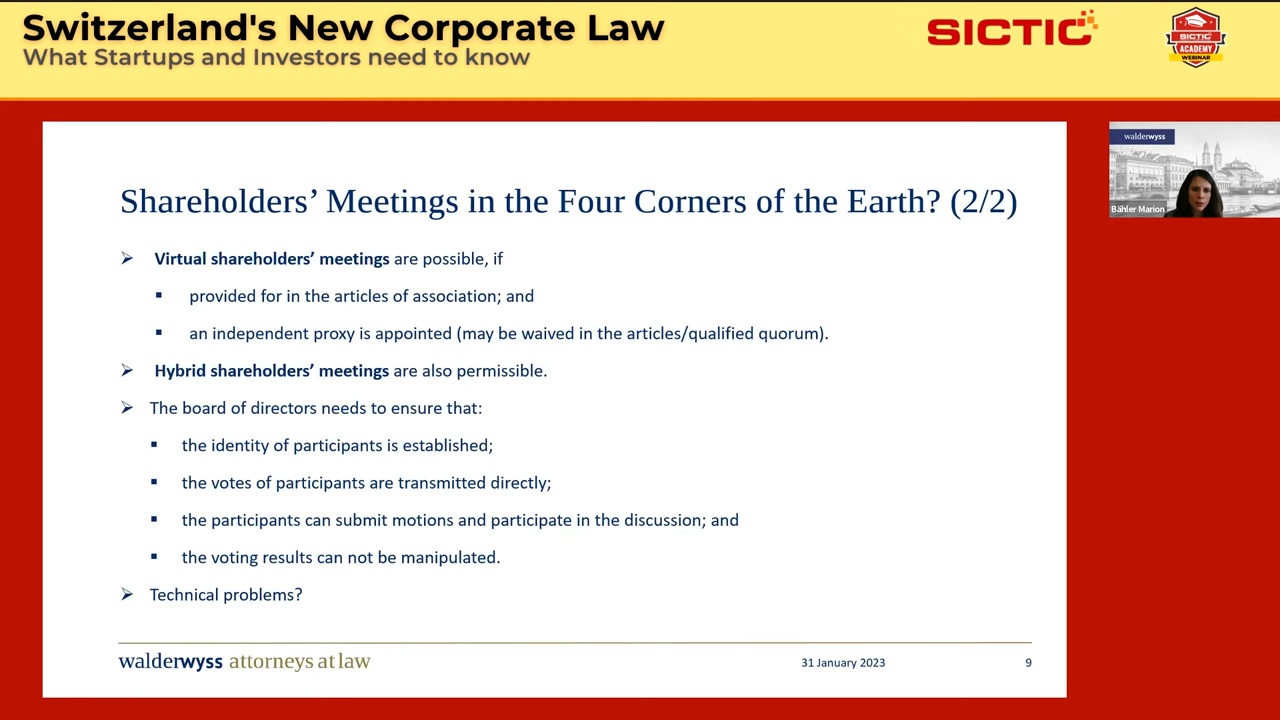 Switzerland's New Corporate Law
What Startups and Investors need to know
SICTIC
SICTIC
ACADEMY
WEBINAR
walderwyss
Bähler Marion
Shareholders’ Meetings in the Four Corners of the Earth? (2/2)
➢ Virtual shareholders’ meetings are possible, if
▪ provided for in the articles of association; and
▪ an independent proxy is appointed (may be waived in the articles/qualified quorum).
➢ Hybrid shareholders’ meetings are also permissible.
➢ The board of directors needs to ensure that:
▪ the identity of participants is established;
▪ the votes of participants are transmitted directly;
▪ the participants can submit motions and participate in the discussion; and
▪ the voting results can not be manipulated.
➢ Technical problems?
walderwyss attorneys at law
31 January 2023
9